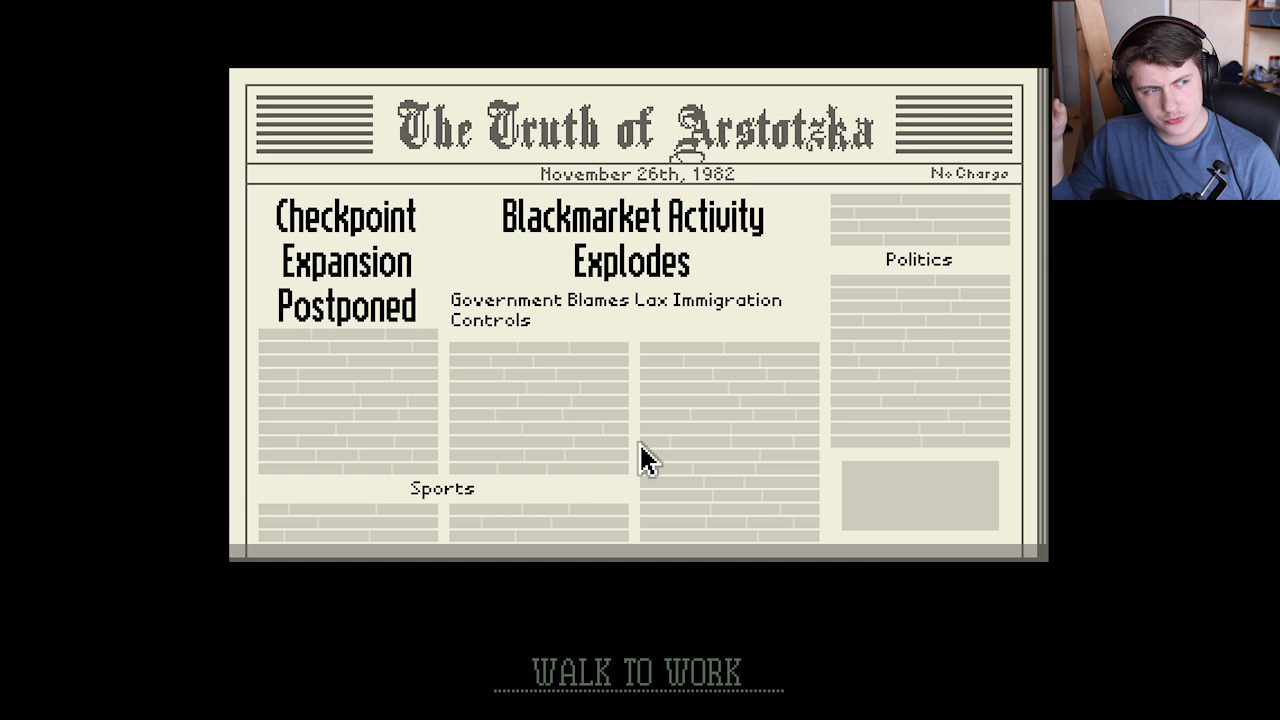 The Truth of Arstotzka
November 26th, 1982
No Charge
Checkpoint
Expansion
Postponed
Blackmarket Activity
Explodes
Government Blames Lax Immigration
Controls
Politics
Sports
WALK TO WORK